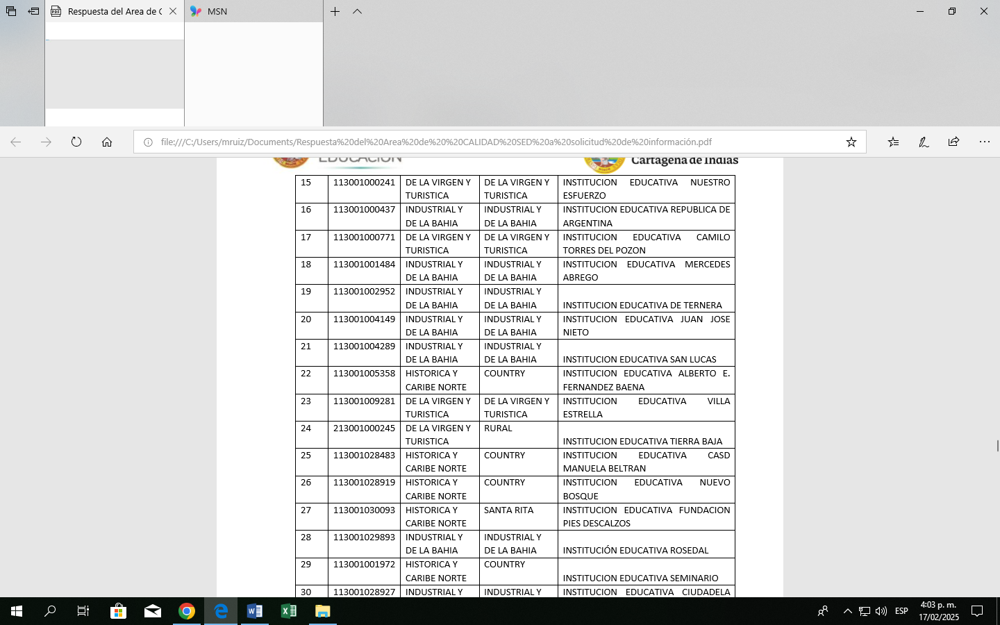 Respuesta del Area de C
MSN
file:///C:/Users/mruiz/Documents/Respuesta%20del%20Area%20de%20%20CALIDAD%20SED%20a%20solicitud%20de%20información.pdf
EDUCACIÓN
Cartagena de Indias
15 113001000241 DE LA VIRGEN Y DE LA VIRGEN Y INSTITUCION EDUCATIVA NUESTRO
TURISTICA TURISTICA ESFUERZO
16 113001000437 INDUSTRIAL Y INDUSTRIAL Y INSTITUCION EDUCATIVA REPUBLICA DE
DE LA BAHIA DE LA BAHIA ARGENTINA
17 113001000771 DE LA VIRGEN Y DE LA VIRGEN Y INSTITUCION EDUCATIVA CAMILO
TURISTICA TURISTICA TORRES DEL POZON
18 113001001484 INDUSTRIAL Y INDUSTRIAL Y INSTITUCION EDUCATIVA MERCEDES
DE LA BAHIA DE LA BAHIA ABREGO
19 113001002952 INDUSTRIAL Y INDUSTRIAL Y
DE LA BAHIA DE LA BAHIA INSTITUCION EDUCATIVA DE TERNERA
20 113001004149 INDUSTRIAL Y INDUSTRIAL Y INSTITUCION EDUCATIVA JUAN JOSE
DE LA BAHIA DE LA BAHIA NIETO
21 113001004289 INDUSTRIAL Y INDUSTRIAL Y
DE LA BAHIA DE LA BAHIA INSTITUCION EDUCATIVA SAN LUCAS
22 113001005358 HISTORICA Y COUNTRY INSTITUCION EDUCATIVA ALBERTO E.
CARIBE NORTE FERNANDEZ BAENA
23 113001009281 DE LA VIRGEN Y DE LA VIRGEN Y INSTITUCION EDUCATIVA VILLA
TURISTICA TURISTICA ESTRELLA
24 213001000245 DE LA VIRGEN Y RURAL
TURISTICA INSTITUCION EDUCATIVA TIERRA BAJA
25 113001028483 HISTORICA Y COUNTRY INSTITUCION EDUCATIVA CASD
CARIBE NORTE MANUELA BELTRAN
26 113001028919 HISTORICA Y COUNTRY INSTITUCION EDUCATIVA NUEVO
CARIBE NORTE BOSQUE
27 113001030093 HISTORICA Y SANTA RITA INSTITUCION EDUCATIVA FUNDACION
CARIBE NORTE PIES DESCALZOS
28 113001029893 INDUSTRIAL Y INDUSTRIAL Y
DE LA BAHIA DE LA BAHIA INSTITUCIÓN EDUCATIVA ROSEDAL
29 113001001972 HISTORICA Y COUNTRY
CARIBE NORTE INSTITUCION EDUCATIVA SEMINARIO
30 113001028927 INDUSTRIAL Y INDUSTRIAL Y INSTITUCION EDUCATIVA CIUDADELA
ESP
4:03 p. m.
17/02/2025